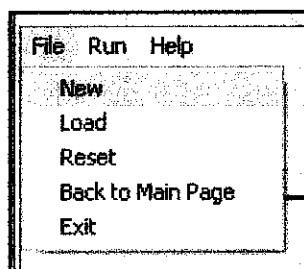 File Run Help
New
Load
Reset
Back to Main Page
Exit